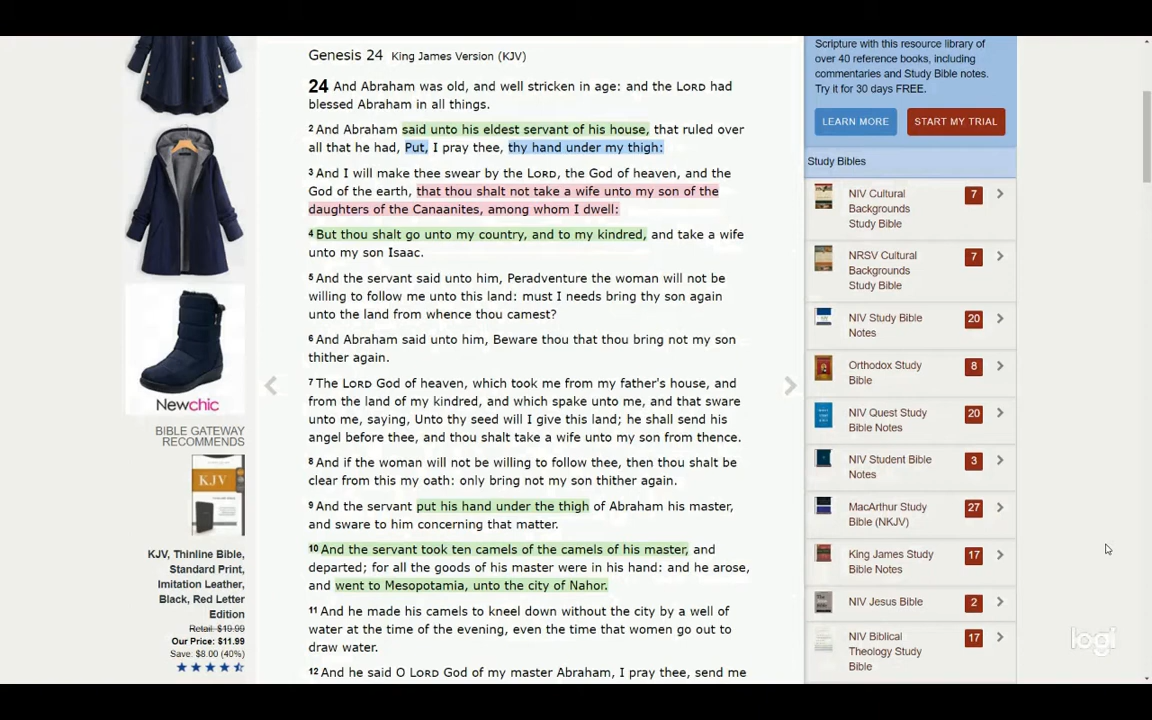 Genesis 24 King James Version (KJV)
24 And Abraham was old, and well stricken in age: and the LORD had
blessed Abraham in all things.
2 And Abraham said unto his eldest servant of his house, that ruled over
all that he had, Put, I pray thee, thy hand under my thigh:
3 And I will make thee swear by the LORD, the God of heaven, and the
God of the earth, that thou shalt not take a wife unto my son of the
daughters of the Canaanites, among whom I dwell:
4 But thou shalt go unto my country, and to my kindred, and take a wife
unto my son Isaac.
5 And the servant said unto him, Peradventure the woman will not be
willing to follow me unto this land: must I needs bring thy son again
unto the land from whence thou camest?
6 And Abraham said unto him, Beware thou that thou bring not my son
thither again.
7 The LORD God of heaven, which took me from my father's house, and
from the land of my kindred, and which spake unto me, and that sware
unto me, saying, Unto thy seed will I give this land; he shall send his
angel before thee, and thou shalt take a wife unto my son from thence.
8 And if the woman will not be willing to follow thee, then thou shalt be
clear from this my oath: only bring not my son thither again.
9 And the servant put his hand under the thigh of Abraham his master,
and sware to him concerning that matter.
10 And the servant took ten camels of the camels of his master, and
departed; for all the goods of his master were in his hand: and he arose,
and went to Mesopotamia, unto the city of Nahor.
11 And he made his camels to kneel down without the city by a well of
water at the time of the evening, even the time that women go out to
draw water.
12 And he said O LORD God of my master Abraham, I pray thee, send me
Newchic
BIBLE GATEWAY
RECOMMENDS
KJV
KJV, Thinline Bible,
Standard Print,
Imitation Leather,
Black, Red Letter
Edition
Retail: $19.99
Our Price: $11.99
Save: $8.00 (40%)
Scripture with this resource library of
over 40 reference books, including
commentaries and Study Bible notes.
Try it for 30 days FREE.
LEARN MORE
START MY TRIAL
Study Bibles
NIV Cultural 7
Backgrounds
Study Bible
NRSV Cultural 7
Backgrounds
Study Bible
NIV Study Bible 20
Notes
Orthodox Study 8
Bible
NIV Quest Study 20
Bible Notes
NIV Student Bible 3
Notes
MacArthur Study 27
Bible (NKJV)
King James Study 17
Bible Notes
NIV Jesus Bible 2
NIV Biblical 17
Theology Study
Bible
logi